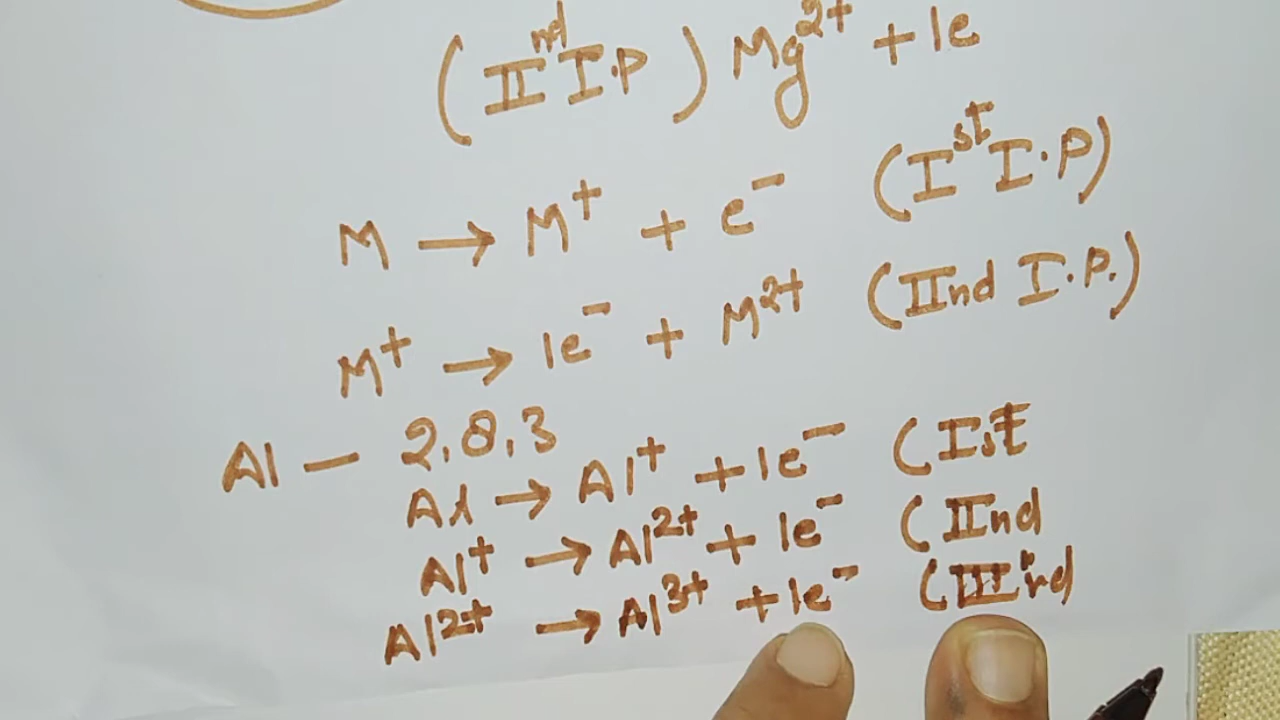 (IInd I.P) Mg2+ + 1e
M → M+ + e- (Ist I.P)
M+ → 1e- + M2+ (IInd I.P.)
Al - 2,8,3
Al → Al+ + 1e- (Ist
Al+ → Al2+ + 1e- (IInd
Al2+ → Al3+ + 1e- (IIIrd